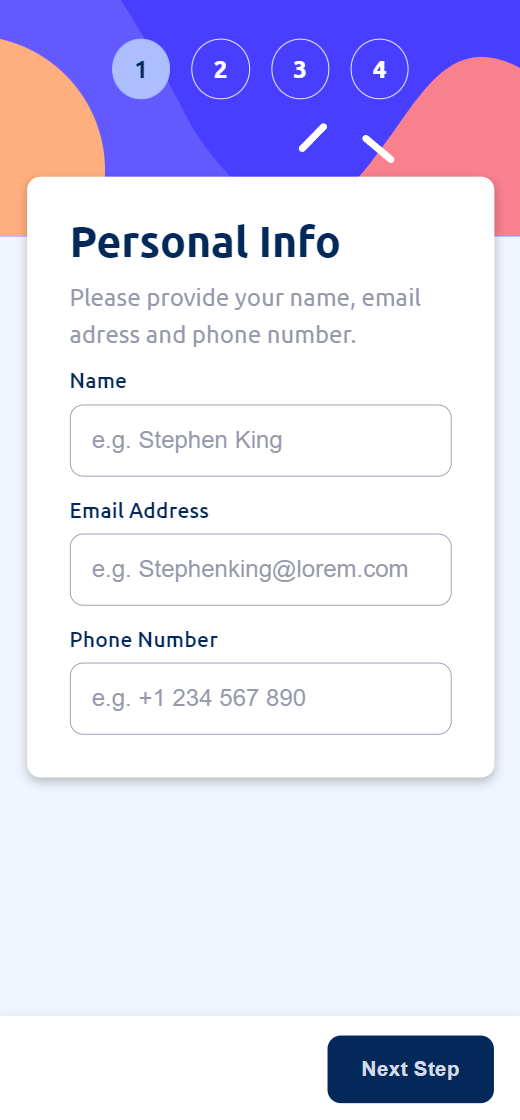 1 2 3 4
Personal Info
Please provide your name, email
adress and phone number.
Name
e.g. Stephen King
Email Address
e.g. Stephenking@lorem.com
Phone Number
e.g. +1 234 567 890
Next Step